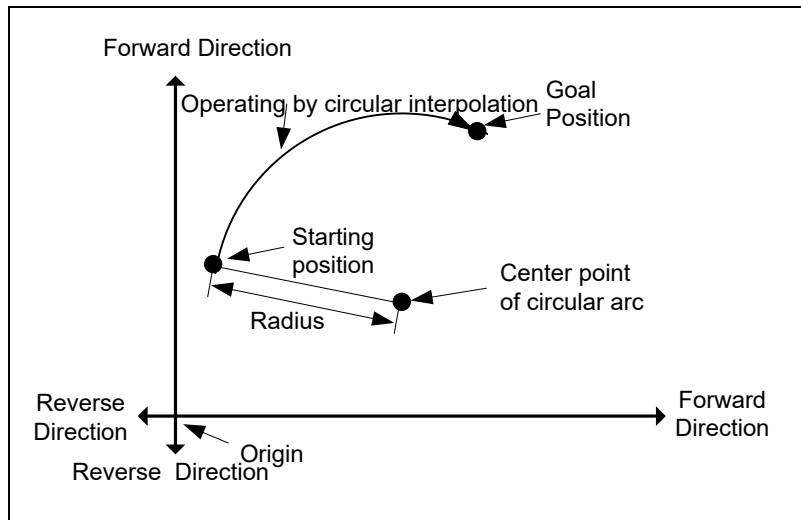 Forward Direction
Operating by circular interpolation
Goal
Position
Starting
position
Center point
of circular arc
Radius
Reverse
Direction
Forward
Direction
Origin
Reverse Direction